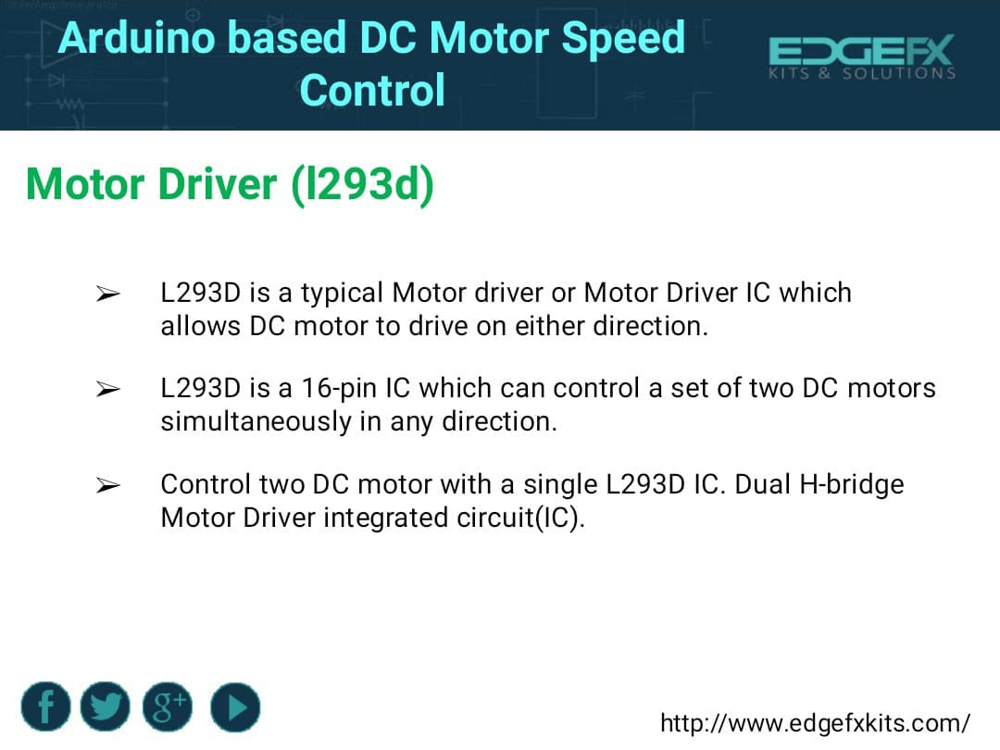 Arduino based DC Motor Speed
Control
EDGEFX
KITS & SOLUTIONS
Motor Driver (l293d)
➢ L293D is a typical Motor driver or Motor Driver IC which
allows DC motor to drive on either direction.
➢ L293D is a 16-pin IC which can control a set of two DC motors
simultaneously in any direction.
➢ Control two DC motor with a single L293D IC. Dual H-bridge
Motor Driver integrated circuit(IC).
f g+
http://www.edgefxkits.com/